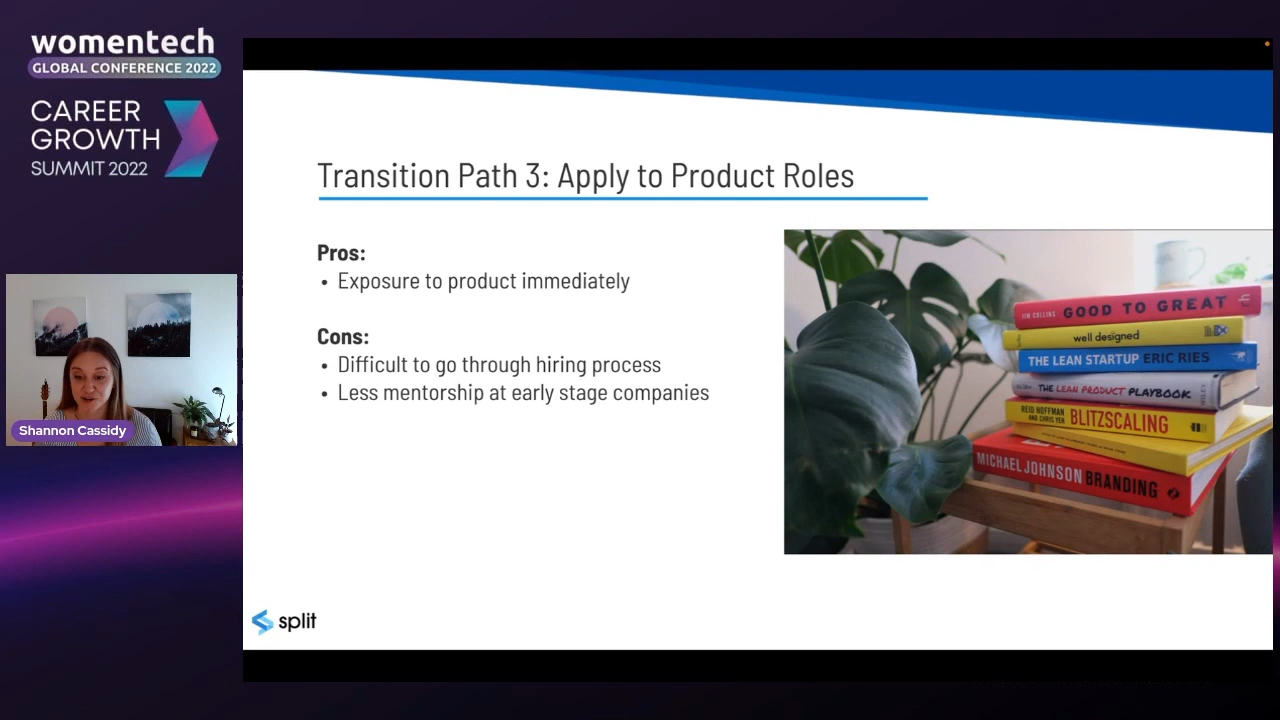 womentech
GLOBAL CONFERENCE 2022
CAREER
GROWTH
SUMMIT 2022
Shannon Cassidy
Transition Path 3: Apply to Product Roles
Pros:
• Exposure to product immediately
Cons:
• Difficult to go through hiring process
• Less mentorship at early stage companies
JIM COLLINS GOOD TO GREAT
well designed
THE LEAN STARTUP ERIC RIES
THE LEAN PRODUCT PLAYBOOK
REID HOFFMAN
AND CHRIS YEH BLITZSCALING
MICHAEL JOHNSON BRANDING
split